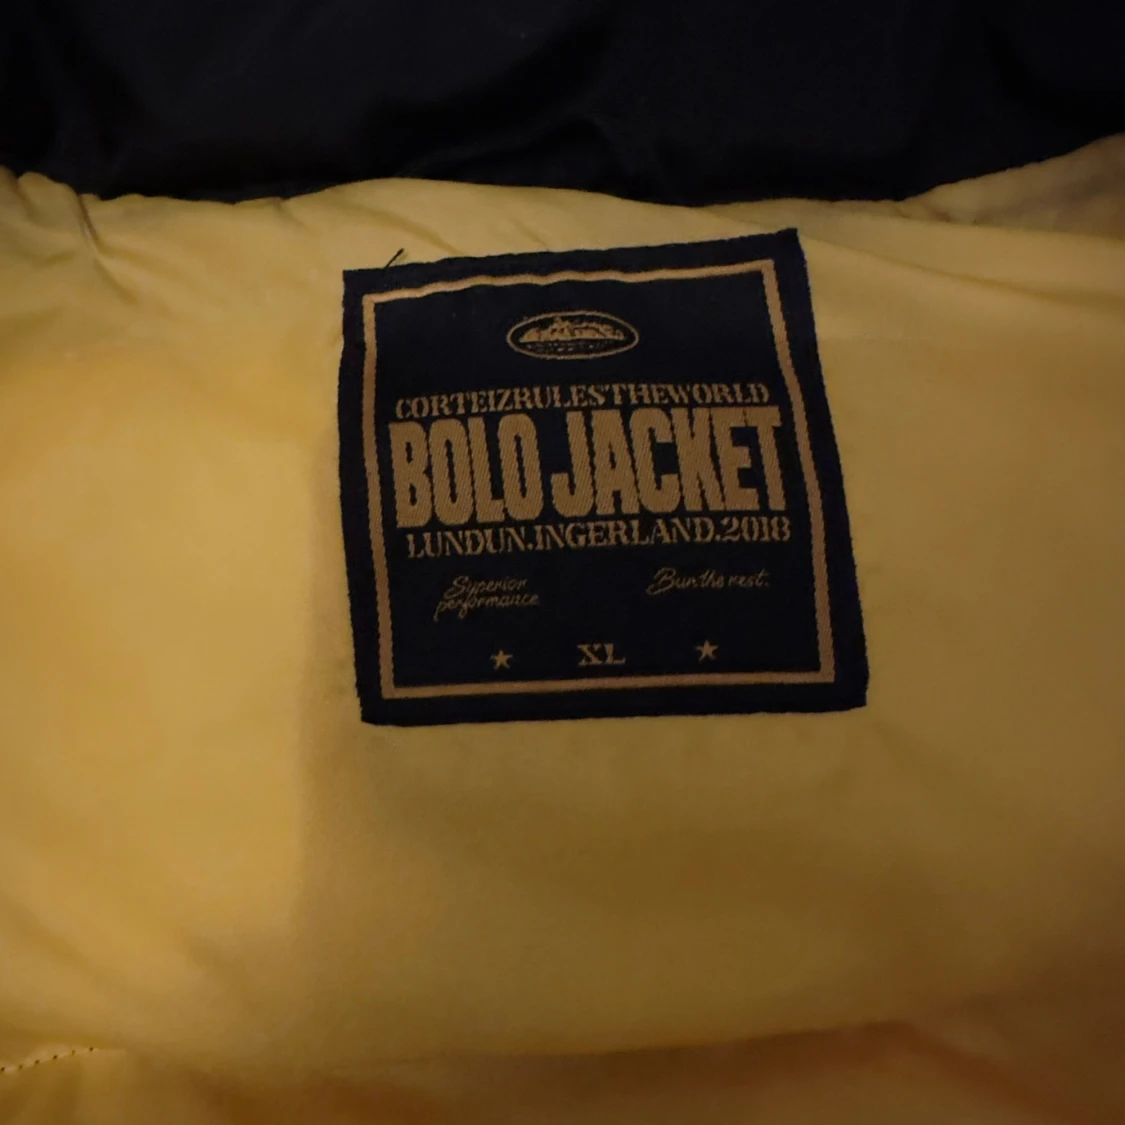 CORTEIZRULESTHEWORLD
BOLO JACKET
LUNDUN.INGERLAND.2018
Superior
performance
Bun the rest.
XL